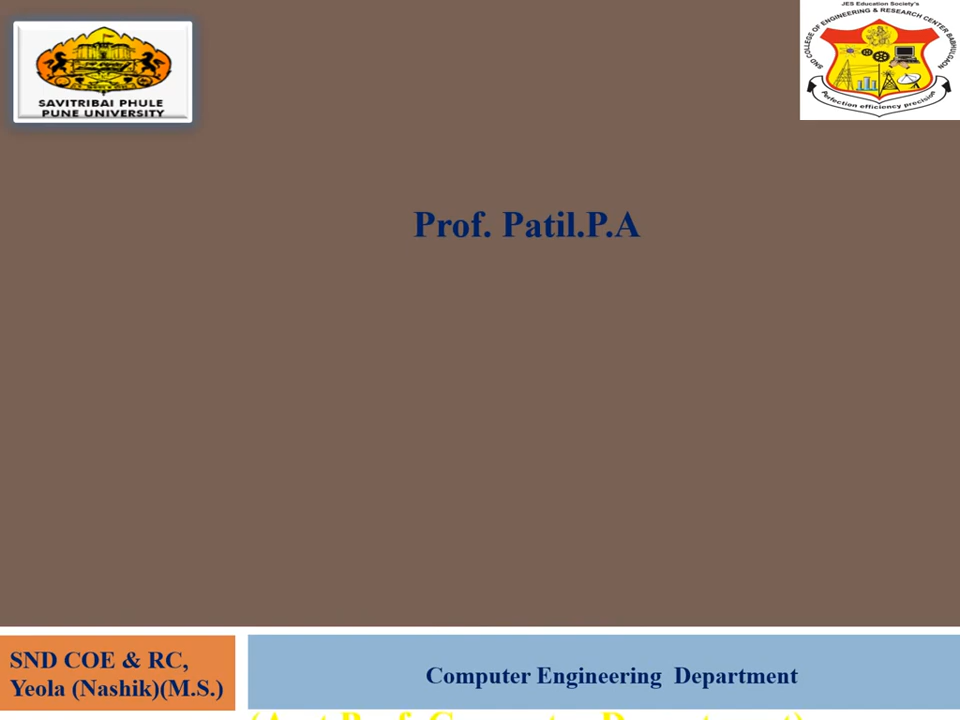 SAVITRIBAI PHULE
PUNE UNIVERSITY
JES Education Society's
SND COLLEGE OF ENGINEERING & RESEARCH CENTER BABHULGAON
Perfection efficiency precision
Prof. Patil.P.A
SND COE & RC,
Yeola (Nashik)(M.S.)
Computer Engineering Department